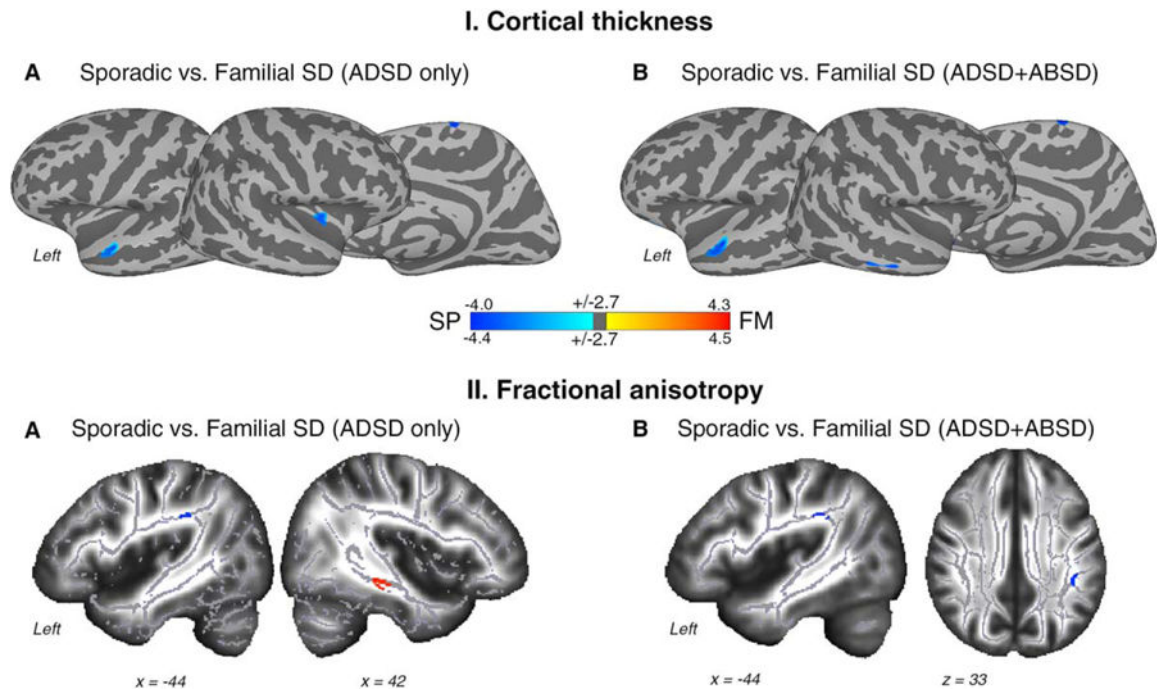 I. Cortical thickness
A Sporadic vs. Familial SD (ADSD only)
B Sporadic vs. Familial SD (ADSD+ABSD)
Left
Left
-4.0 +/-2.7 4.3
SP FM
-4.4 +/-2.7 4.5
II. Fractional anisotropy
A Sporadic vs. Familial SD (ADSD only)
B Sporadic vs. Familial SD (ADSD+ABSD)
Left
Left
x = -44
x = 42
x = -44
z = 33